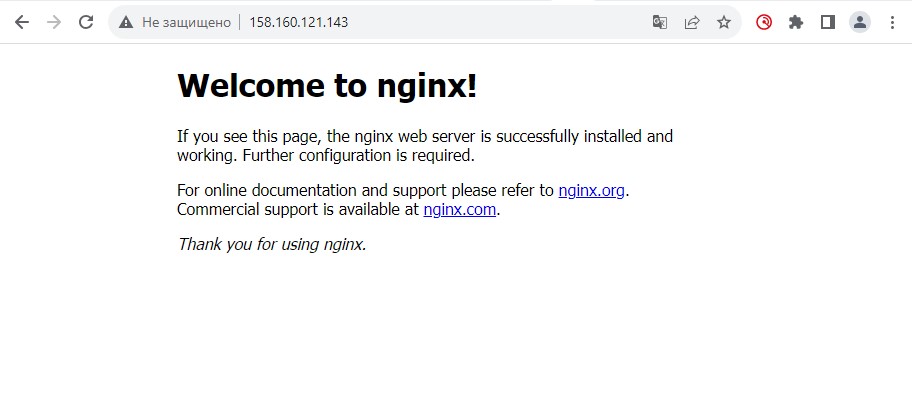 Не защищено 158.160.121.143
Welcome to nginx!
If you see this page, the nginx web server is successfully installed and
working. Further configuration is required.
For online documentation and support please refer to nginx.org.
Commercial support is available at nginx.com.
Thank you for using nginx.